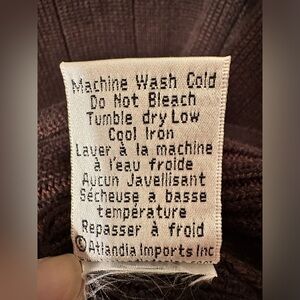 Machine Wash Cold
Do Not Bleach
Tumble dry Low
Cool Iron
Laver à la machine
à l'eau froide
Aucun Javellisant
Sécheuse a basse
température
Repasser à froid
©Atlandia Imports Inc